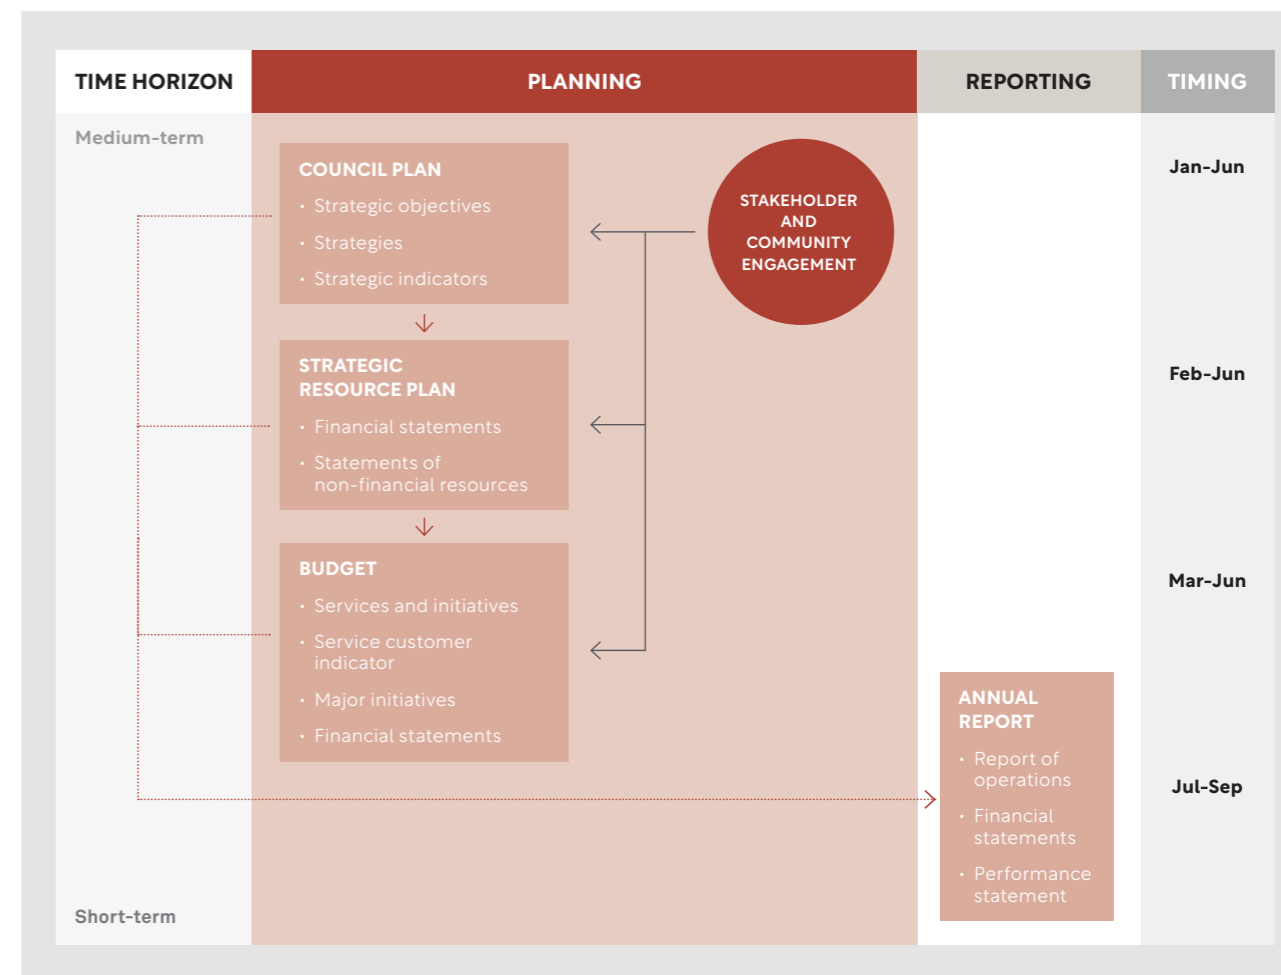 TIME HORIZON
PLANNING
REPORTING
TIMING
Medium-term
COUNCIL PLAN
• Strategic objectives
• Strategies
• Strategic indicators
STAKEHOLDER
AND
COMMUNITY
ENGAGEMENT
Jan-Jun
STRATEGIC
RESOURCE PLAN
• Financial statements
• Statements of
non-financial resources
Feb-Jun
BUDGET
• Services and initiatives
• Service customer
indicator
• Major initiatives
• Financial statements
Mar-Jun
ANNUAL
REPORT
• Report of
operations
• Financial
statements
• Performance
statement
Jul-Sep
Short-term